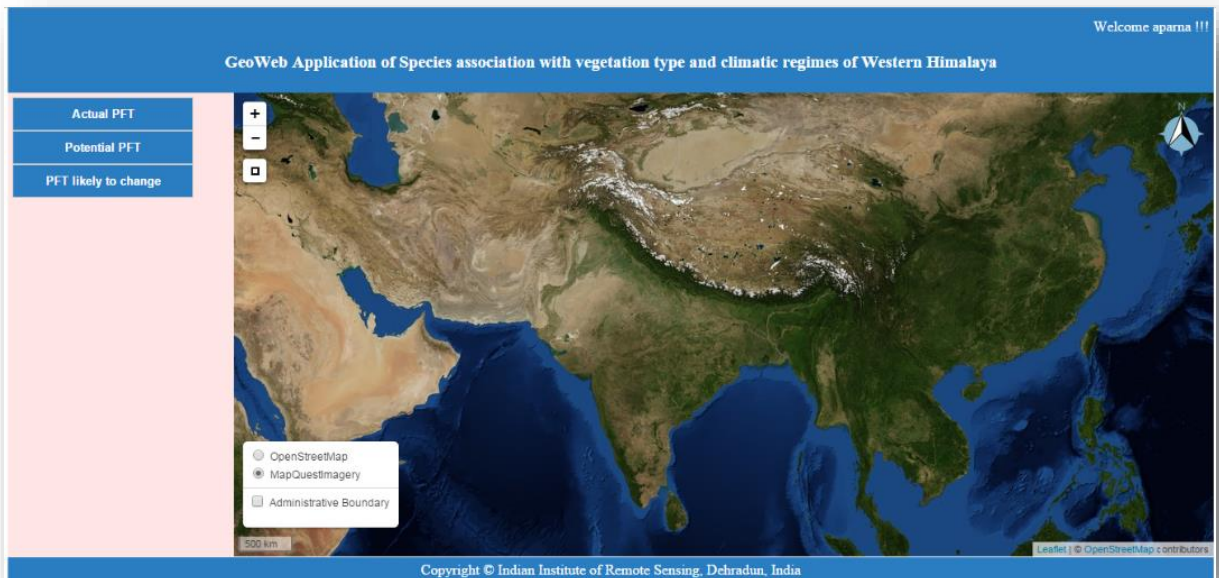 Welcome aparna !!!
GeoWeb Application of Species association with vegetation type and climatic regimes of Western Himalaya
Actual PFT
Potential PFT
PFT likely to change
+
−
N
OpenStreetMap
MapQuestImagery
Administrative Boundary
500 km
Leaflet | © OpenStreetMap contributors
Copyright © Indian Institute of Remote Sensing, Dehradun, India